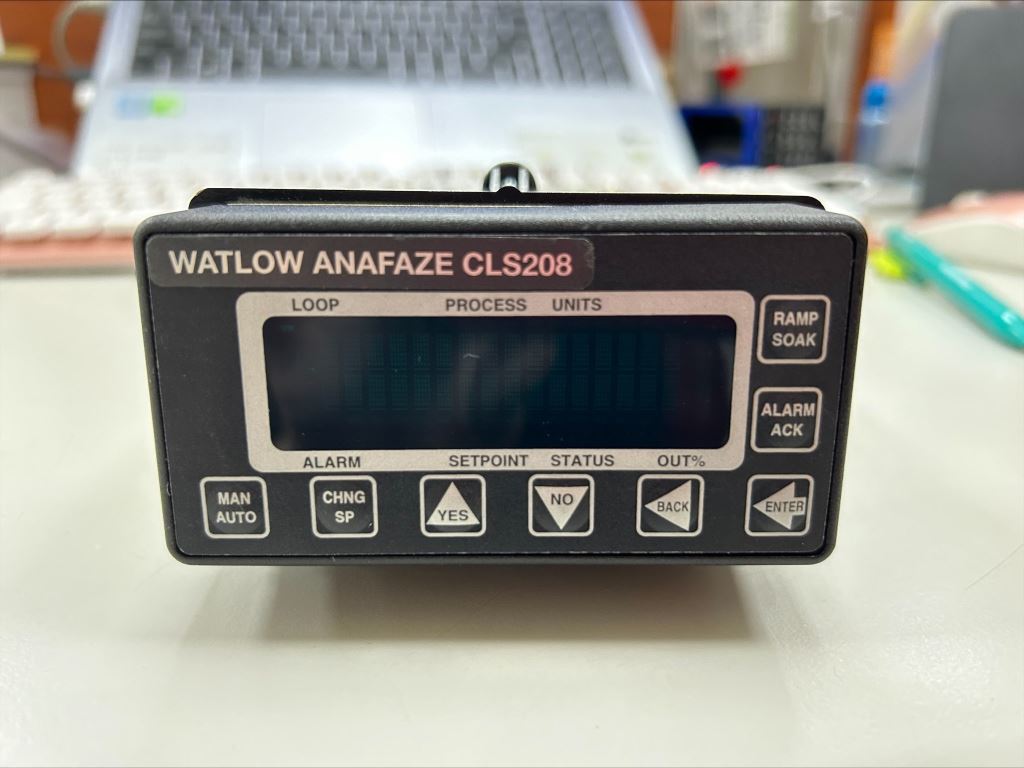 WATLOW ANAFAZE CLS208
LOOP PROCESS UNITS
RAMP
SOAK
ALARM
ACK
ALARM SETPOINT STATUS OUT%
MAN
AUTO
CHNG
SP
YES
NO
BACK
ENTER